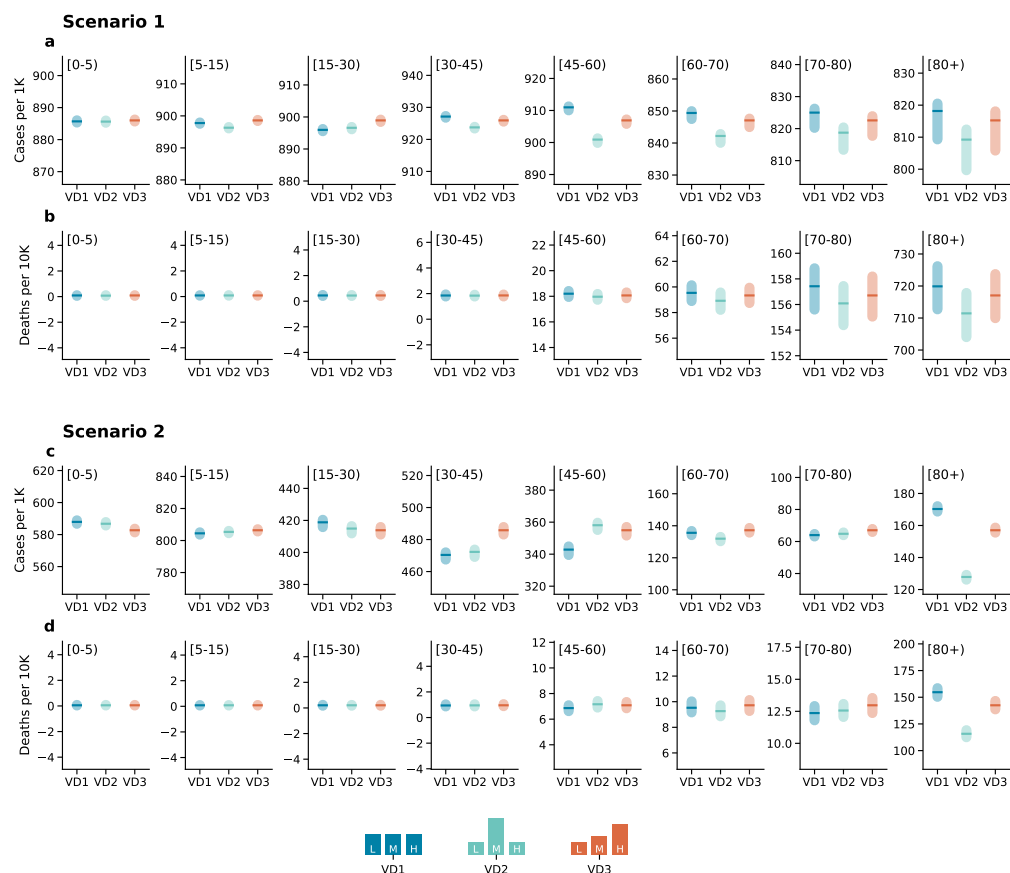 Scenario 1
a
[0-5) [5-15) [15-30) [30-45) [45-60) [60-70) [70-80) [80+)
Cases per 1K
900 890 880 870
910 900 890 880
910 900 890 880
940 930 920 910
920 910 900 890
860 850 840 830
840 830 820 810
830 820 810 800
VD1 VD2 VD3 VD1 VD2 VD3 VD1 VD2 VD3 VD1 VD2 VD3 VD1 VD2 VD3 VD1 VD2 VD3 VD1 VD2 VD3 VD1 VD2 VD3
b
[0-5) [5-15) [15-30) [30-45) [45-60) [60-70) [70-80) [80+)
Deaths per 10K
4 2 0 −2 −4
4 2 0 −2 −4
4 2 0 −2 −4
6 4 2 0 −2
22 20 18 16 14
64 62 60 58 56
158 156 154 152
720 710 700
VD1 VD2 VD3 VD1 VD2 VD3 VD1 VD2 VD3 VD1 VD2 VD3 VD1 VD2 VD3 VD1 VD2 VD3 VD1 VD2 VD3 VD1 VD2 VD3
Scenario 2
c
[0-5) [5-15) [15-30) [30-45) [45-60) [60-70) [70-80) [80+)
Cases per 1K
620 600 580 560
840 820 800 780
440 420 400 380
520 500 480 460
380 360 340 320
160 140 120 100
100 80 60 40
180 160 140 120
VD1 VD2 VD3 VD1 VD2 VD3 VD1 VD2 VD3 VD1 VD2 VD3 VD1 VD2 VD3 VD1 VD2 VD3 VD1 VD2 VD3 VD1 VD2 VD3
d
[0-5) [5-15) [15-30) [30-45) [45-60) [60-70) [70-80) [80+)
Deaths per 10K
4 2 0 −2 −4
4 2 0 −2 −4
4 2 0 −2 −4
4 2 0 −2 −4
12 10 8 6 4
14 12 10 8 6
17.5 15.0 12.5 10.0
200 175 150 125 100
VD1 VD2 VD3 VD1 VD2 VD3 VD1 VD2 VD3 VD1 VD2 VD3 VD1 VD2 VD3 VD1 VD2 VD3 VD1 VD2 VD3 VD1 VD2 VD3
L M H L M H L M H
VD1 VD2 VD3